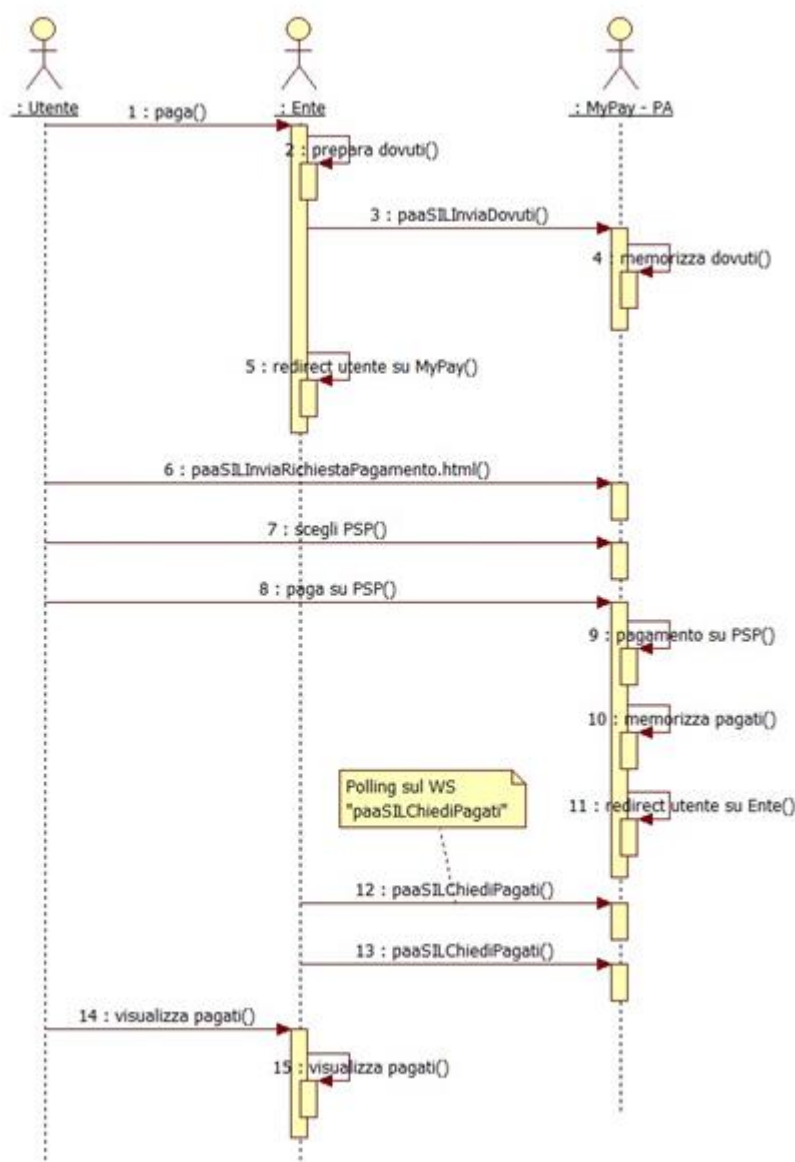 : Utente
: Ente
: MyPay - PA
1 : paga()
2 : prepara dovuti()
3 : paaSILInviaDovuti()
4 : memorizza dovuti()
5 : redirect utente su MyPay()
6 : paaSILInviaRichiestaPagamento.html()
7 : scegli PSP()
8 : paga su PSP()
9 : pagamento su PSP()
10 : memorizza pagati()
Polling sul WS
"paaSILChiediPagati"
11 : redirect utente su Ente()
12 : paaSILChiediPagati()
13 : paaSILChiediPagati()
14 : visualizza pagati()
15 : visualizza pagati()